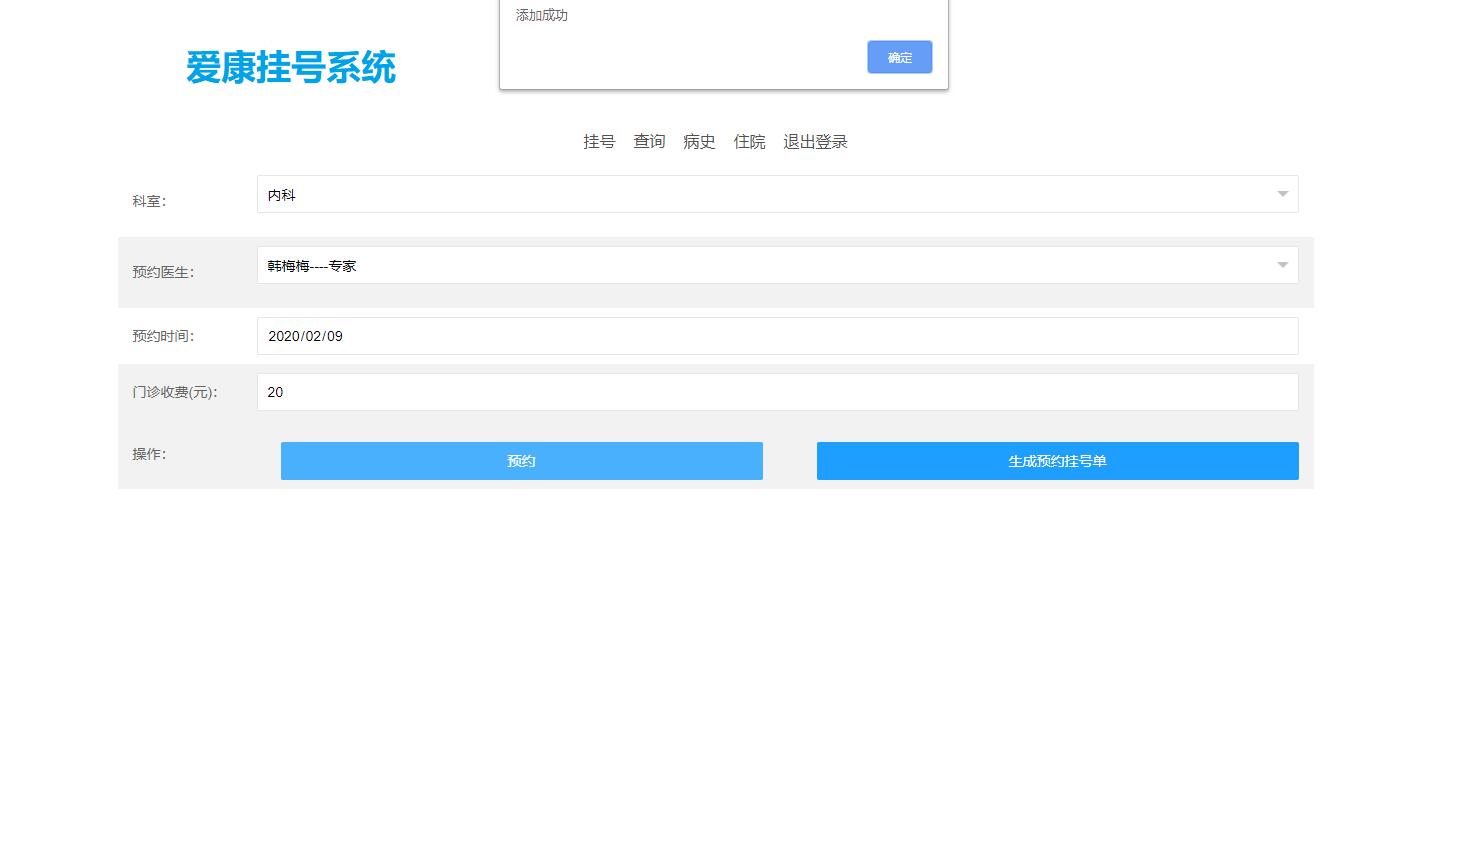 添加成功
确定
爱康挂号系统
挂号 查询 病史 住院 退出登录
科室：
内科
预约医生：
韩梅梅----专家
预约时间：
2020/02/09
门诊收费(元)：
20
操作：
预约
生成预约挂号单